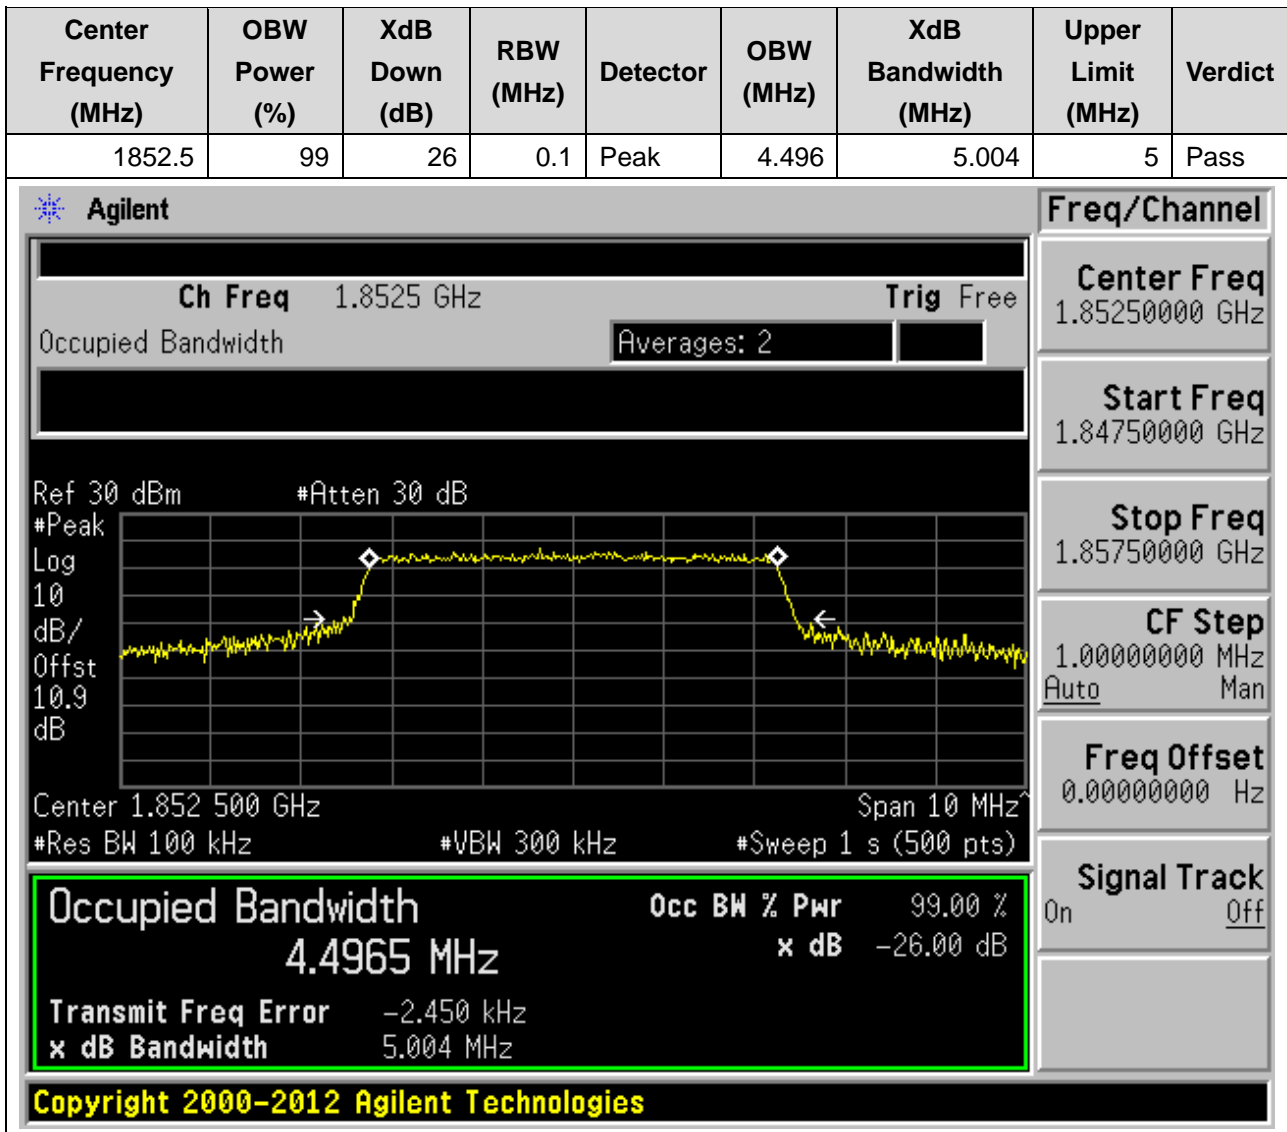 Center Frequency (MHz) OBW Power (%) XdB Down (dB) RBW (MHz) Detector OBW (MHz) XdB Bandwidth (MHz) Upper Limit (MHz) Verdict
1852.5 99 26 0.1 Peak 4.496 5.004 5 Pass
Agilent
Freq/Channel
Ch Freq 1.8525 GHz Trig Free
Occupied Bandwidth Averages: 2
Center Freq
1.85250000 GHz
Start Freq
1.84750000 GHz
Stop Freq
1.85750000 GHz
CF Step
1.00000000 MHz
Auto Man
Freq Offset
0.00000000 Hz
Signal Track
On Off
Ref 30 dBm #Atten 30 dB
#Peak
Log
10
dB/
Offst
10.9
dB
Center 1.852 500 GHz Span 10 MHz^
#Res BW 100 kHz #VBW 300 kHz #Sweep 1 s (500 pts)
Occupied Bandwidth Occ BW % Pwr 99.00 %
4.4965 MHz x dB -26.00 dB
Transmit Freq Error -2.450 kHz
x dB Bandwidth 5.004 MHz
Copyright 2000-2012 Agilent Technologies